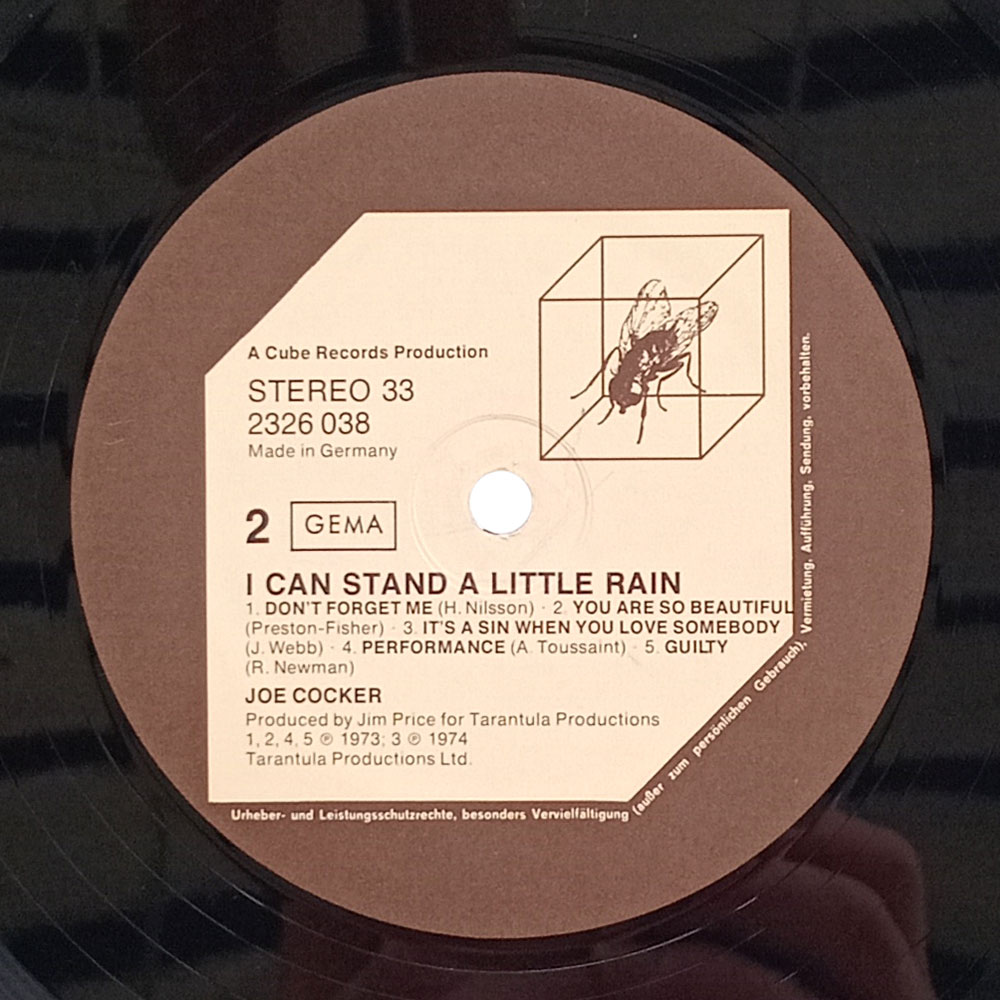 A Cube Records Production
STEREO 33
2326 038
Made in Germany
2 GEMA
I CAN STAND A LITTLE RAIN
1. DON'T FORGET ME (H. Nilsson) · 2. YOU ARE SO BEAUTIFUL
(Preston-Fisher) · 3. IT'S A SIN WHEN YOU LOVE SOMEBODY
(J. Webb) · 4. PERFORMANCE (A. Toussaint) · 5. GUILTY
(R. Newman)
JOE COCKER
Produced by Jim Price for Tarantula Productions
1, 2, 4, 5 ℗ 1973; 3 ℗ 1974
Tarantula Productions Ltd.
Urheber- und Leistungsschutzrechte, besonders Vervielfältigung (außer zum persönlichen Gebrauch), Vermietung, Aufführung, Sendung, vorbehalten.